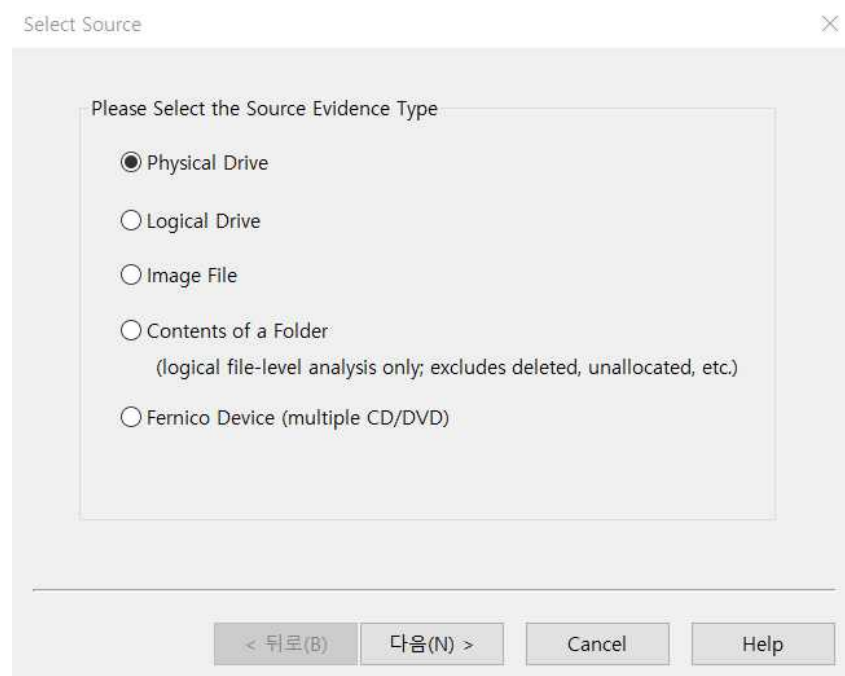 Select Source
Please Select the Source Evidence Type
Physical Drive
Logical Drive
Image File
Contents of a Folder
(logical file-level analysis only; excludes deleted, unallocated, etc.)
Fernico Device (multiple CD/DVD)
< 뒤로(B) 다음(N) > Cancel Help